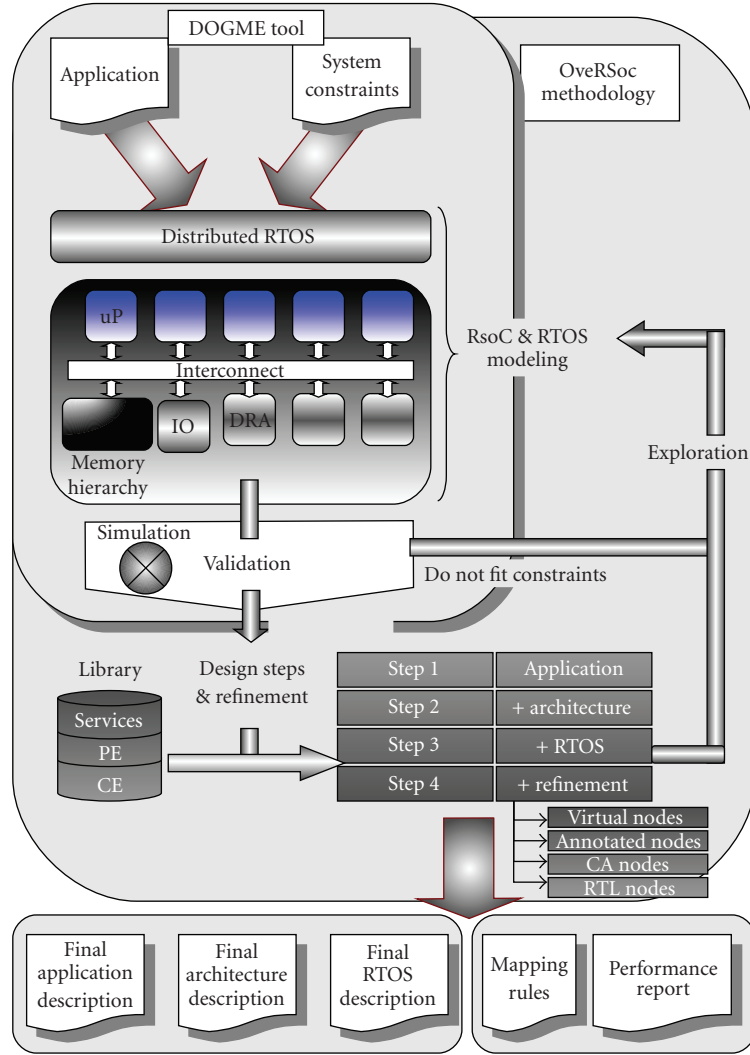 DOGME tool
Application
System
constraints
OveRSoc
methodology
Distributed RTOS
uP
Interconnect
IO
DRA
Memory
hierarchy
RsoC & RTOS
modeling
Exploration
Simulation
Validation
Do not fit constraints
Library
Services
PE
CE
Design steps
& refinement
Step 1
Application
Step 2
+ architecture
Step 3
+ RTOS
Step 4
+ refinement
Virtual nodes
Annotated nodes
CA nodes
RTL nodes
Final
application
description
Final
architecture
description
Final
RTOS
description
Mapping
rules
Performance
report